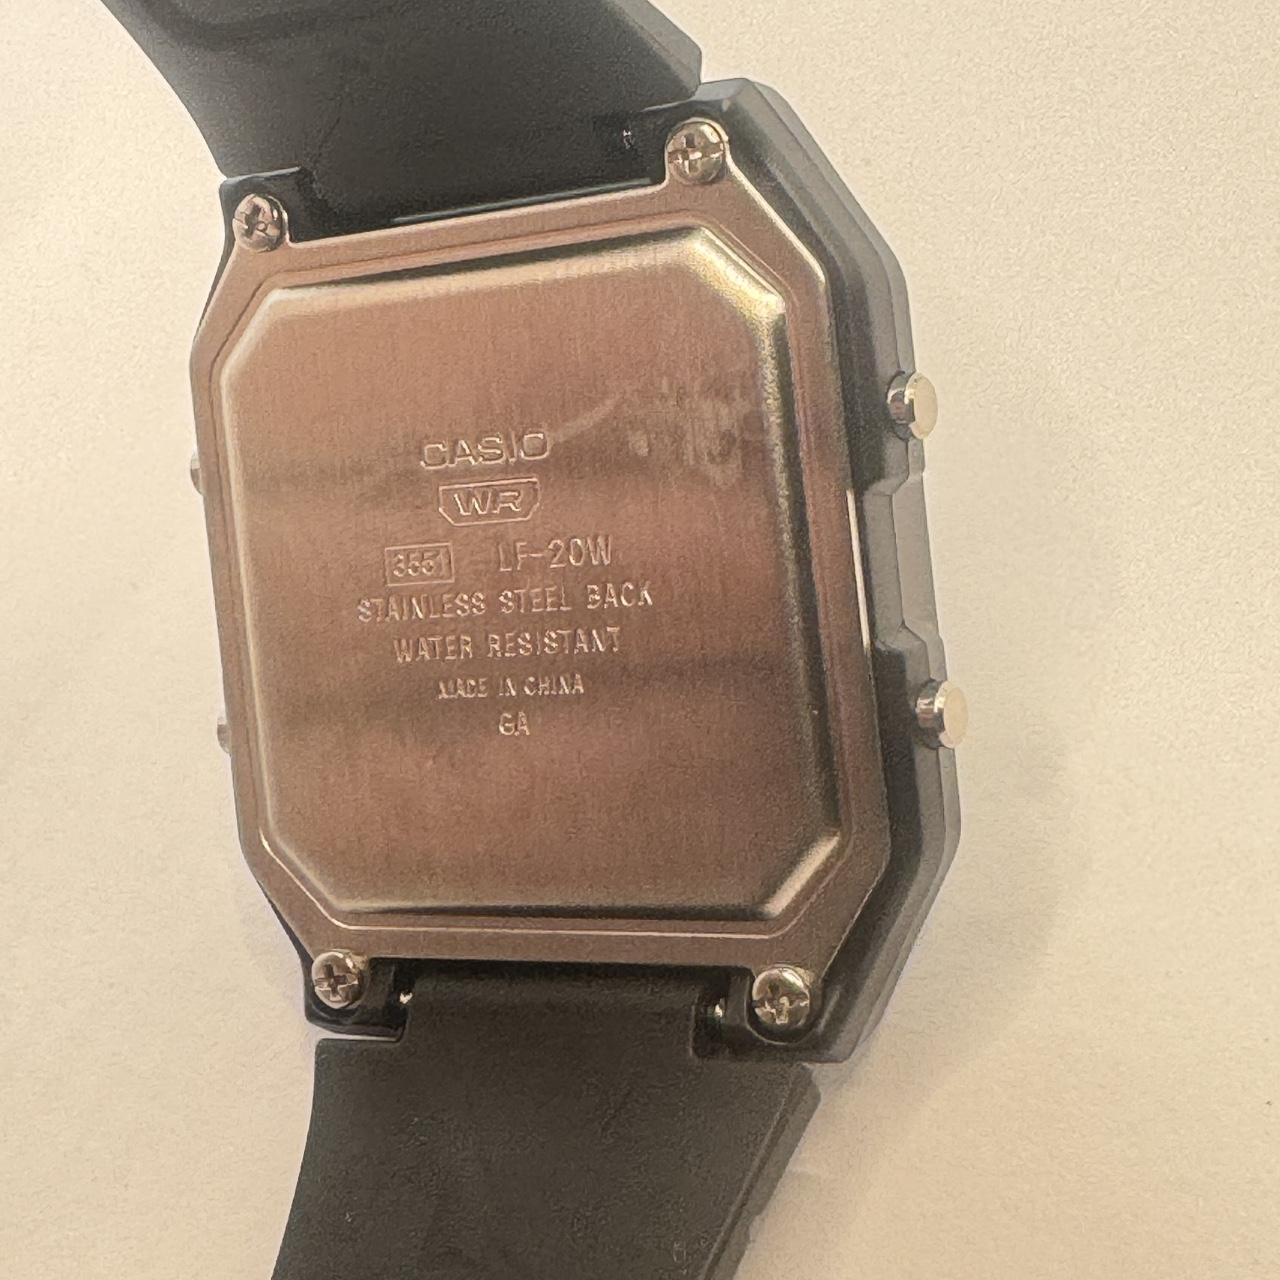 CASIO
WR
3551 LF-20W
STAINLESS STEEL BACK
WATER RESISTANT
MADE IN CHINA
GA